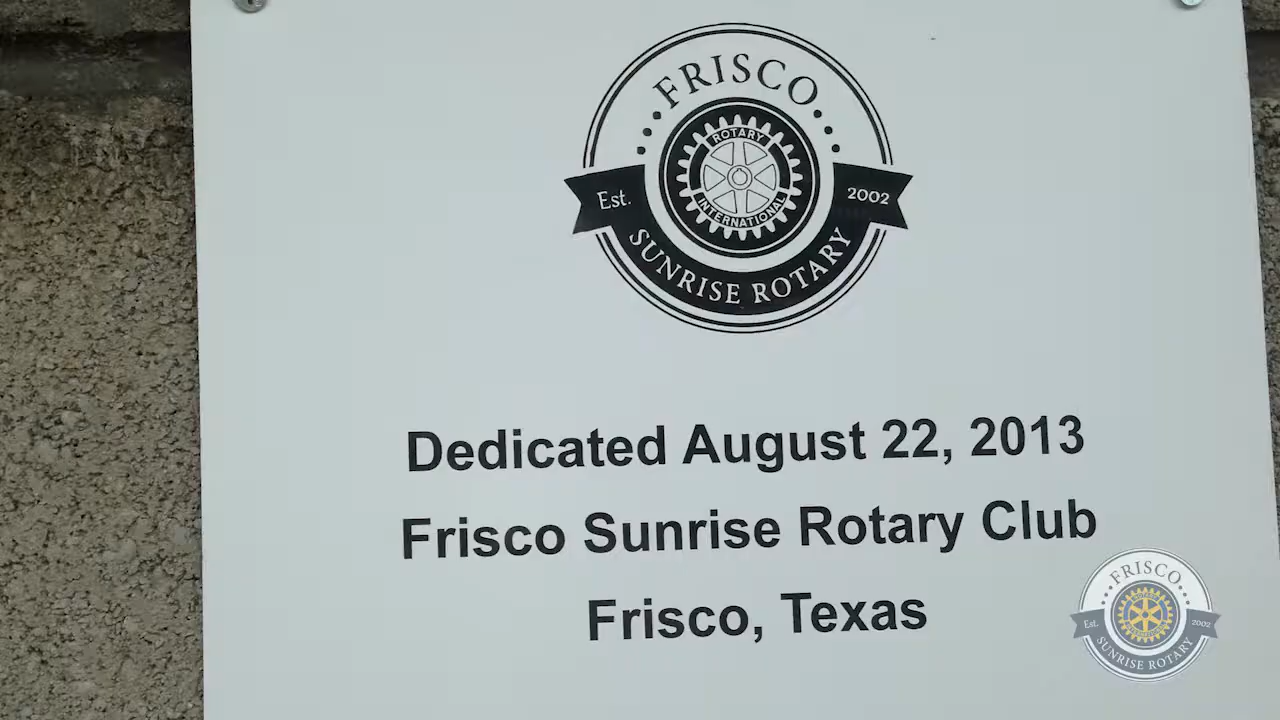 FRISCO
ROTARY
INTERNATIONAL
Est. 2002
SUNRISE ROTARY
Dedicated August 22, 2013
Frisco Sunrise Rotary Club
Frisco, Texas
FRISCO
Est. 2002
SUNRISE ROTARY